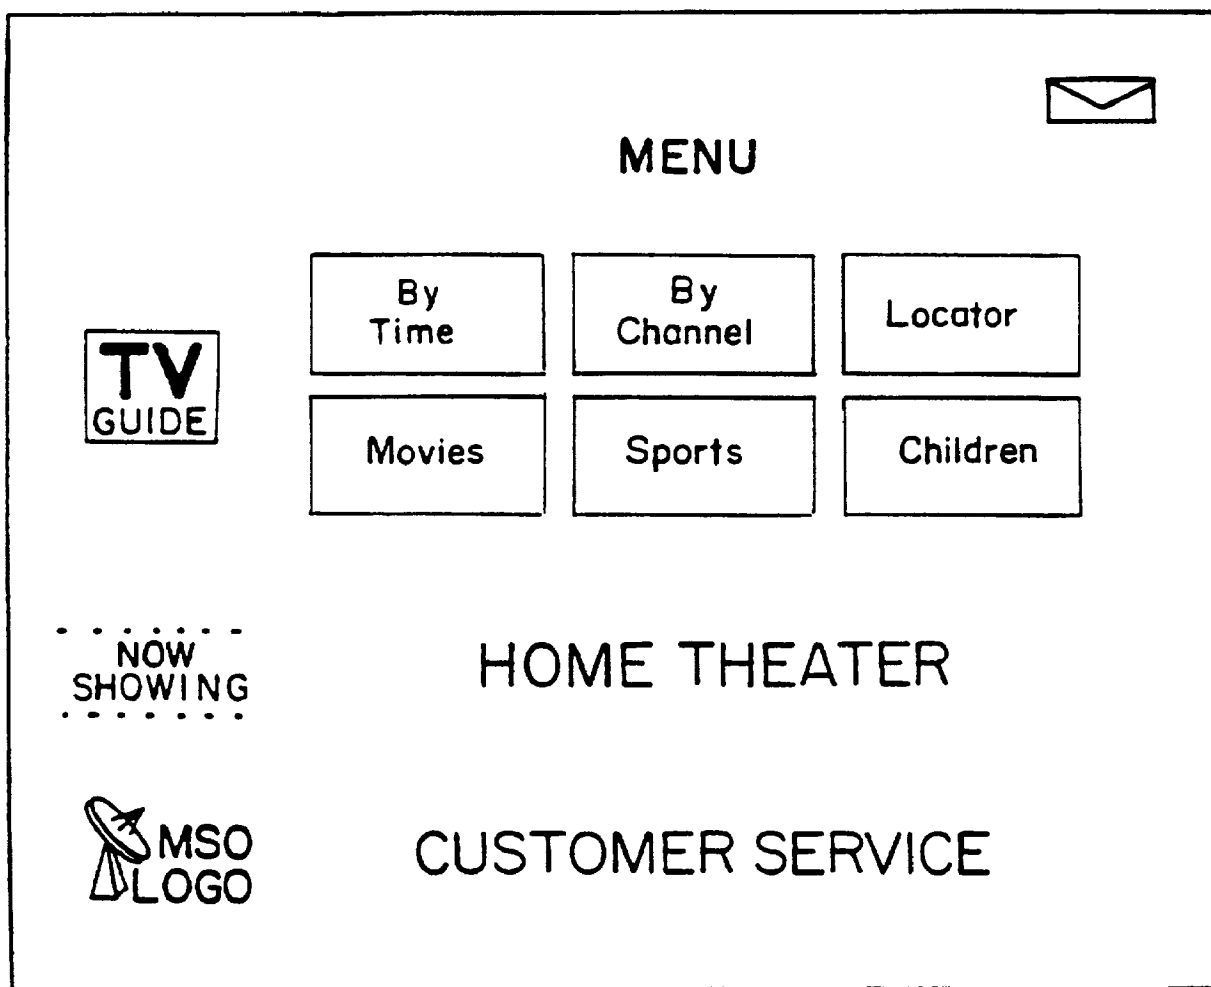 MENU
By
Time
By
Channel
Locator
TV
GUIDE
Movies
Sports
Children
NOW
SHOWING
HOME THEATER
MSO
LOGO
CUSTOMER SERVICE